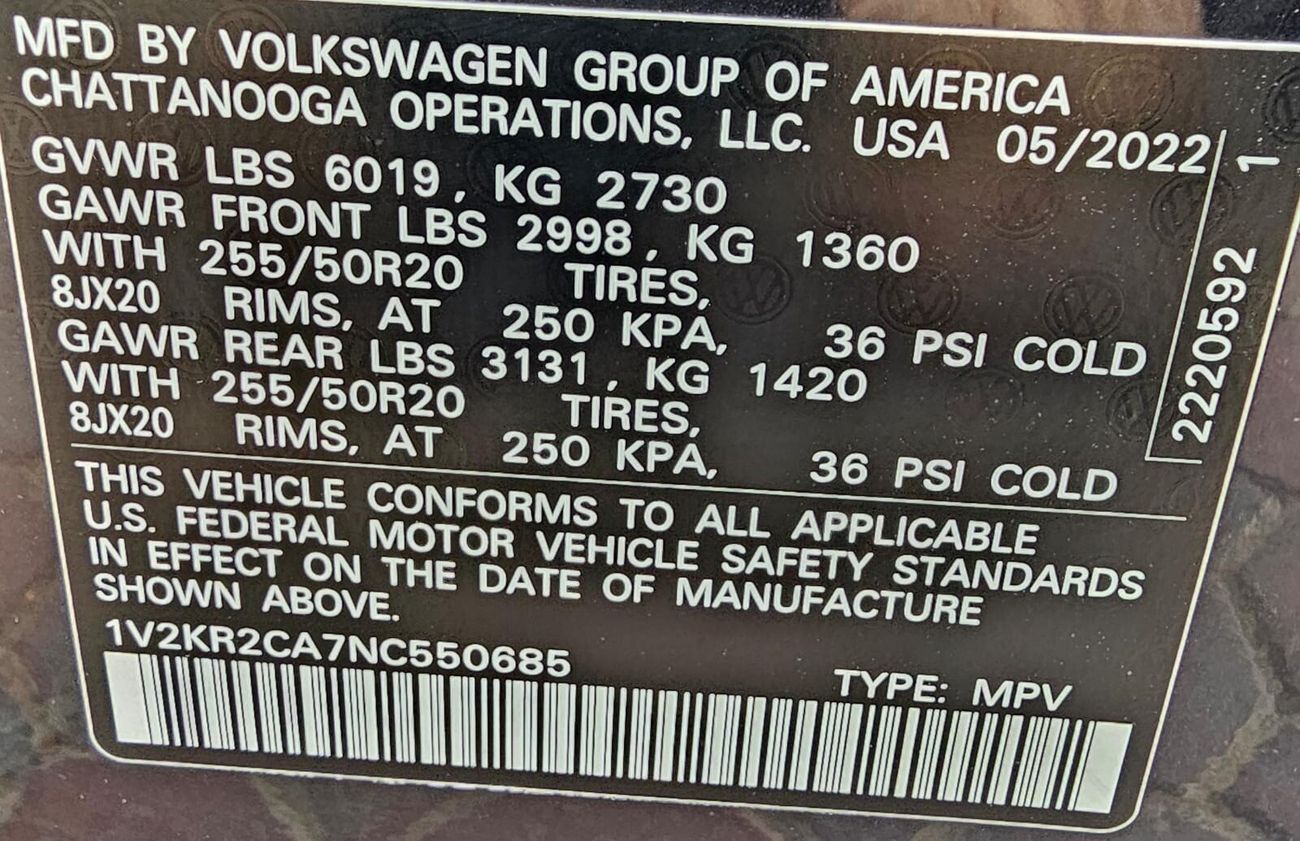 MFD BY VOLKSWAGEN GROUP OF AMERICA
CHATTANOOGA OPERATIONS, LLC. USA 05/2022
GVWR LBS 6019, KG 2730
GAWR FRONT LBS 2998, KG 1360
WITH 255/50R20 TIRES,
8JX20 RIMS, AT 250 KPA, 36 PSI COLD
GAWR REAR LBS 3131, KG 1420
WITH 255/50R20 TIRES,
8JX20 RIMS, AT 250 KPA, 36 PSI COLD
2220592 1
THIS VEHICLE CONFORMS TO ALL APPLICABLE
U.S. FEDERAL MOTOR VEHICLE SAFETY STANDARDS
IN EFFECT ON THE DATE OF MANUFACTURE
SHOWN ABOVE.
1V2KR2CA7NC550685
TYPE: MPV